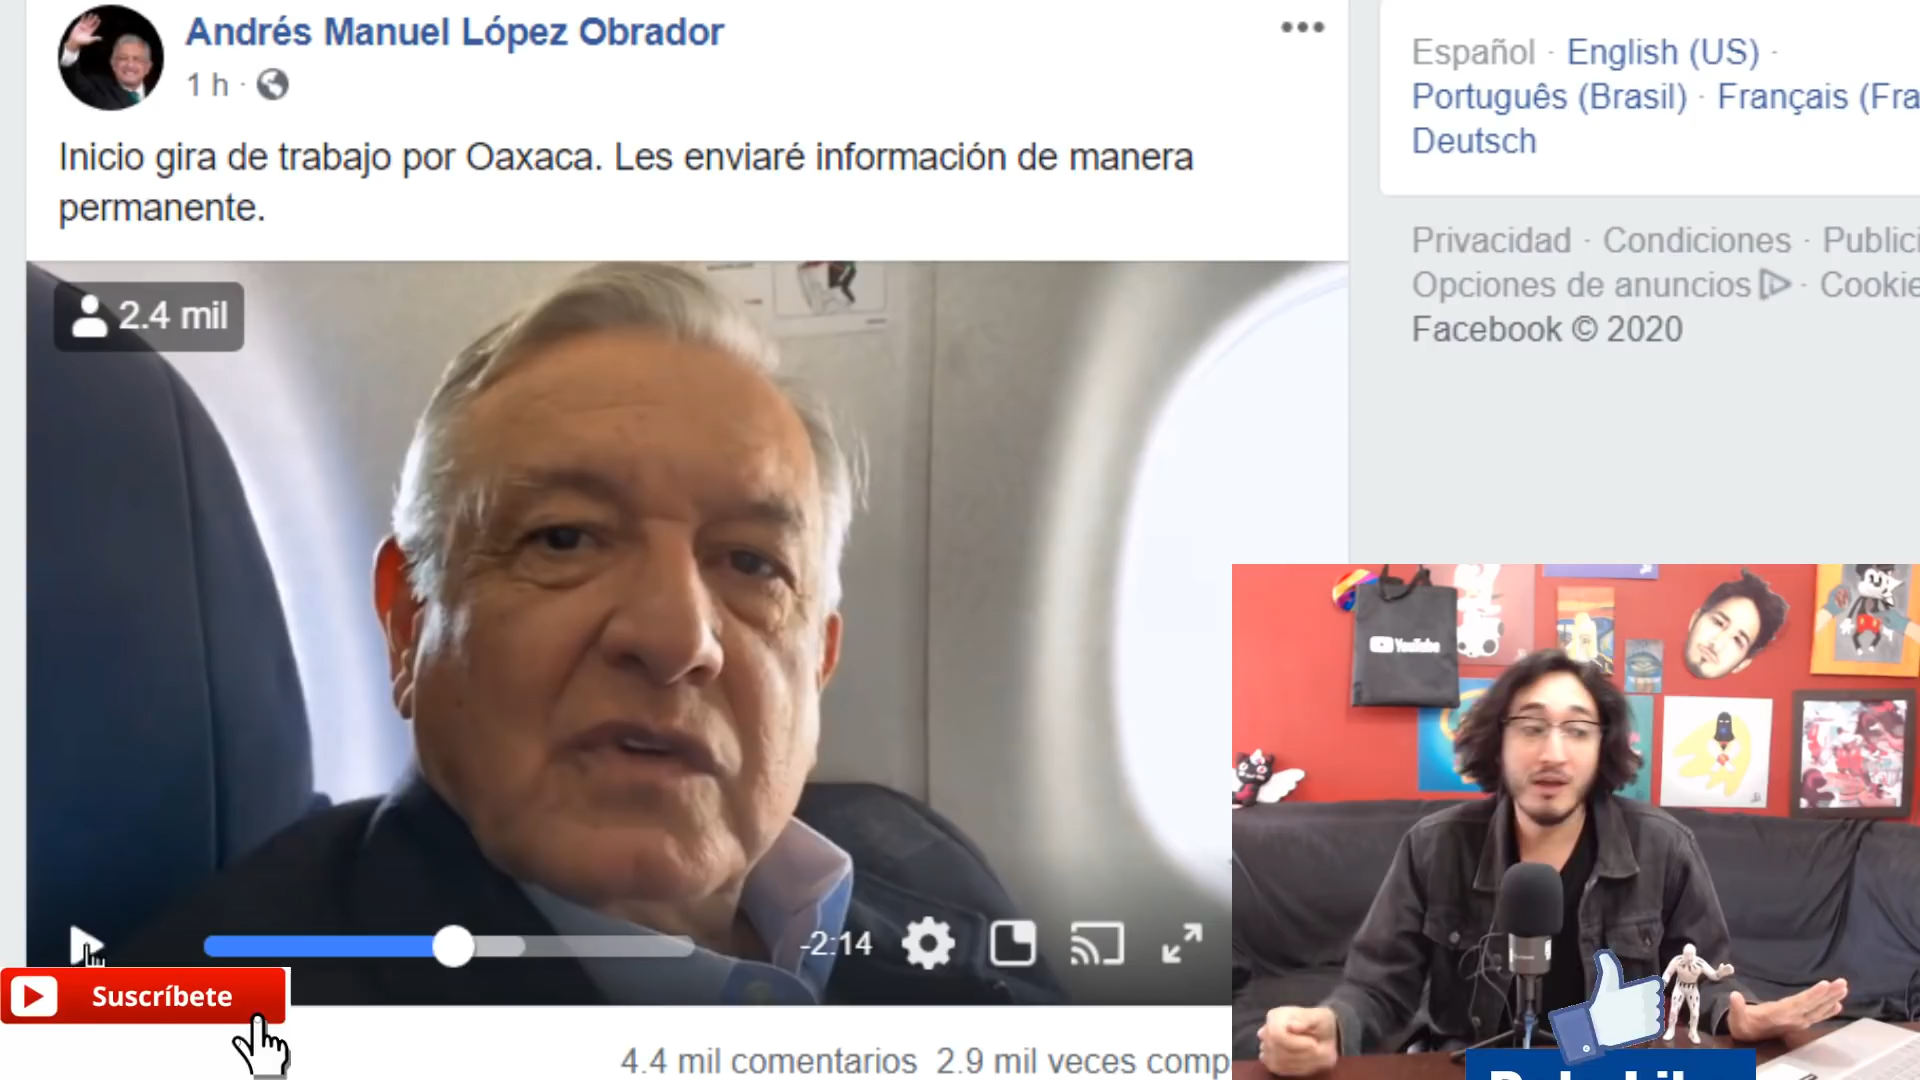 Andrés Manuel López Obrador
1 h ·
Inicio gira de trabajo por Oaxaca. Les enviaré información de manera
permanente.
2.4 mil
-2:14
Suscríbete
4.4 mil comentarios 2.9 mil veces comp
Español · English (US) ·
Português (Brasil) · Français (Fra
Deutsch
Privacidad · Condiciones · Publici
Opciones de anuncios · Cookie
Facebook © 2020
YouTube